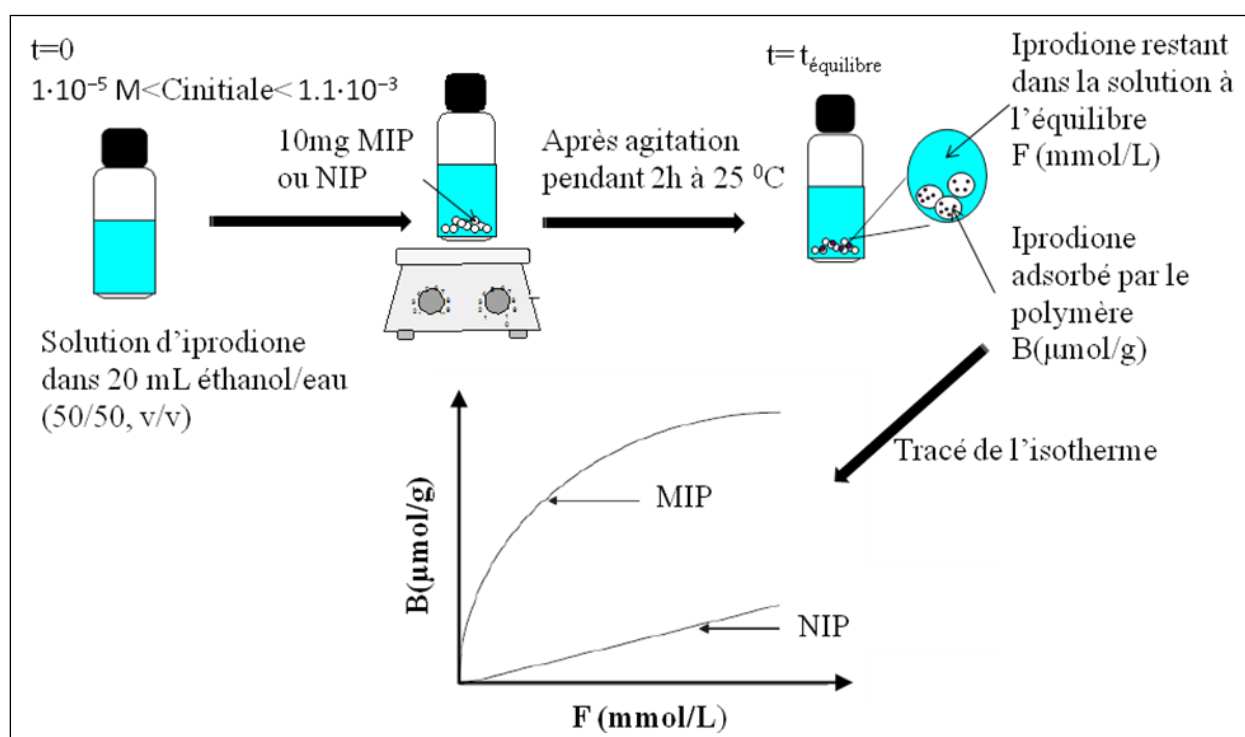 t=0
1·10⁻⁵ M<Cinitiale< 1.1·10⁻³
10mg MIP
ou NIP
Après agitation
pendant 2h à 25 ⁰C
t= t_équilibre
Iprodione restant
dans la solution à
l’équilibre
F (mmol/L)
Solution d’iprodione
dans 20 mL éthanol/eau
(50/50, v/v)
Iprodione
adsorbé par le
polymère
B(µmol/g)
Tracé de l’isotherme
B(µmol/g)
MIP
NIP
F (mmol/L)